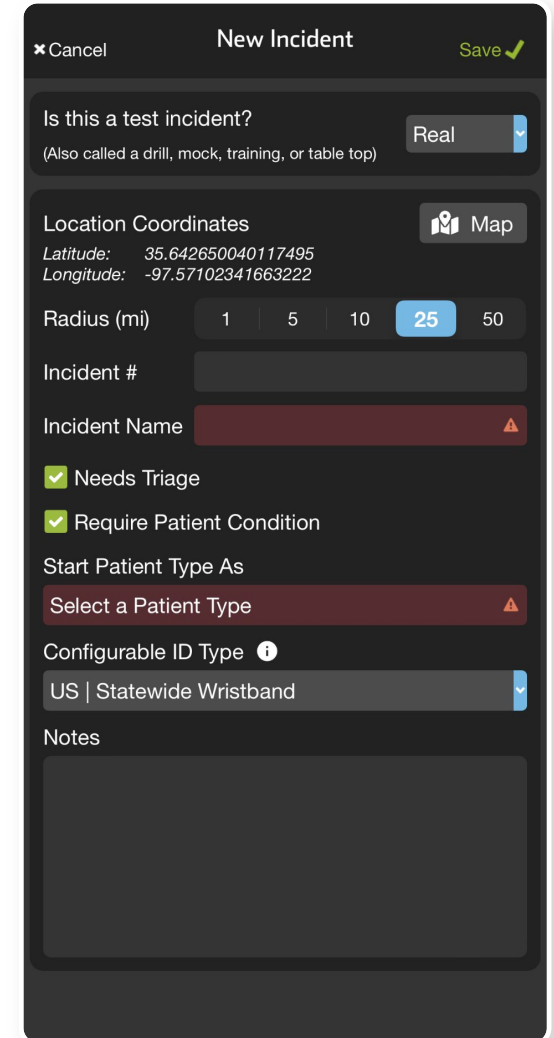 Cancel New Incident Save
Is this a test incident?
(Also called a drill, mock, training, or table top)
Real
Location Coordinates
Map
Latitude: 35.642650040117495
Longitude: -97.57102341663222
Radius (mi) 1 5 10 25 50
Incident #
Incident Name
Needs Triage
Require Patient Condition
Start Patient Type As
Select a Patient Type
Configurable ID Type
US | Statewide Wristband
Notes